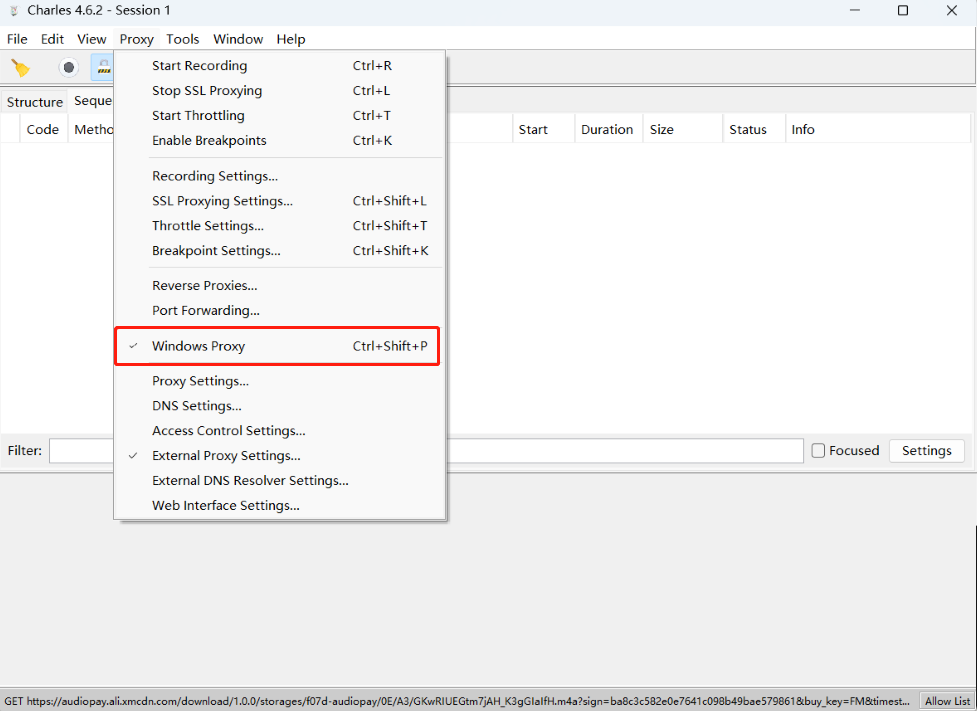 Charles 4.6.2 - Session 1
File Edit View Proxy Tools Window Help
Start Recording Ctrl+R
Stop SSL Proxying Ctrl+L
Start Throttling Ctrl+T
Enable Breakpoints Ctrl+K
Recording Settings...
SSL Proxying Settings... Ctrl+Shift+L
Throttle Settings... Ctrl+Shift+T
Breakpoint Settings... Ctrl+Shift+K
Reverse Proxies...
Port Forwarding...
Windows Proxy Ctrl+Shift+P
Proxy Settings...
DNS Settings...
Access Control Settings...
External Proxy Settings...
External DNS Resolver Settings...
Web Interface Settings...
Structure Seque
Code Metho Start Duration Size Status Info
Filter: Focused Settings
GET https://audiopay.ali.xmcdn.com/download/1.0.0/storages/f07d-audiopay/0E/A3/GKwRIUEGtm7jAH_K3gGIaIfH.m4a?sign=ba8c3c582e0e7641c098b49bae579861&buy_key=FM&timest... Allow List